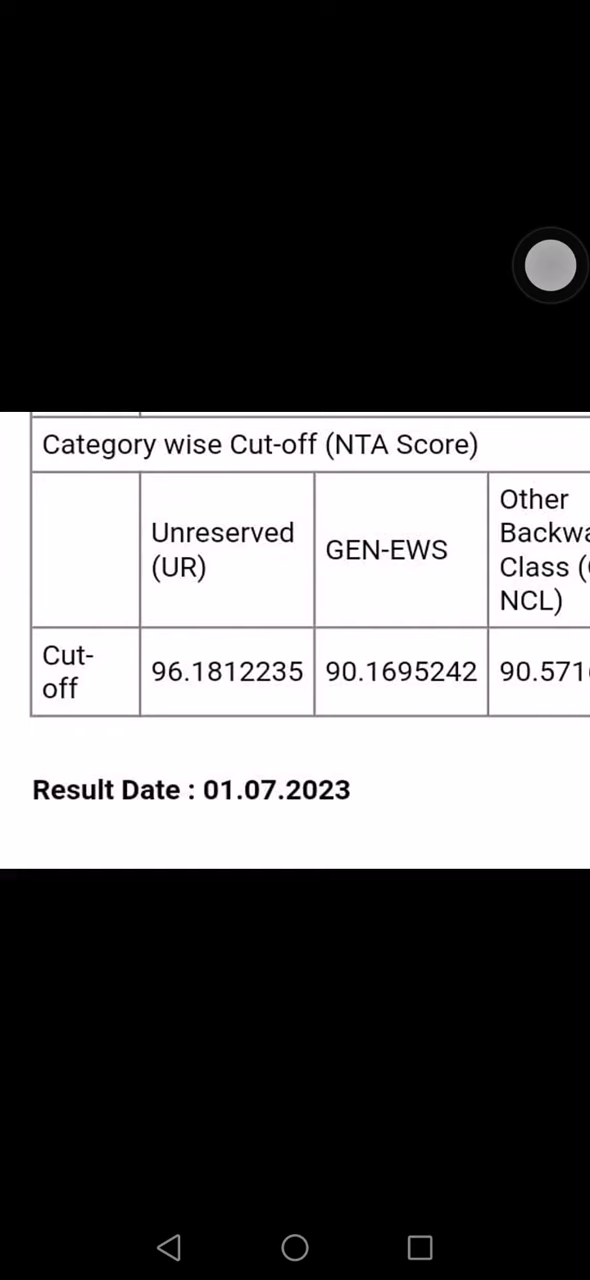 Category wise Cut-off (NTA Score)
Unreserved
(UR)
GEN-EWS
Other
Class
NCL)
Cut-
off
96.1812235
90.1695242
90.571
Result Date : 01.07.2023